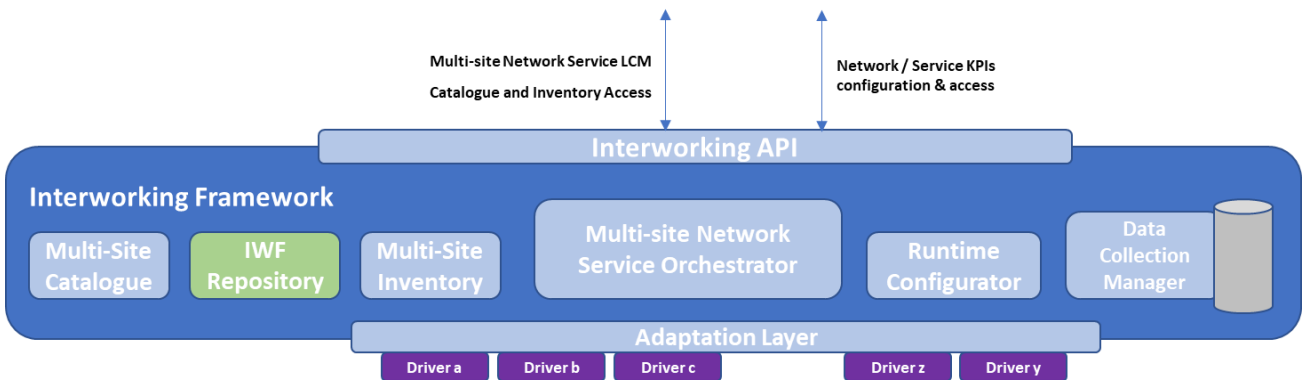 Multi-site Network Service LCM
Catalogue and Inventory Access
Network / Service KPIs
configuration & access
Interworking API
Interworking Framework
Multi-Site
Catalogue
IWF
Repository
Multi-Site
Inventory
Multi-site Network
Service Orchestrator
Runtime
Configurator
Data
Collection
Manager
Adaptation Layer
Driver a
Driver b
Driver c
Driver z
Driver y